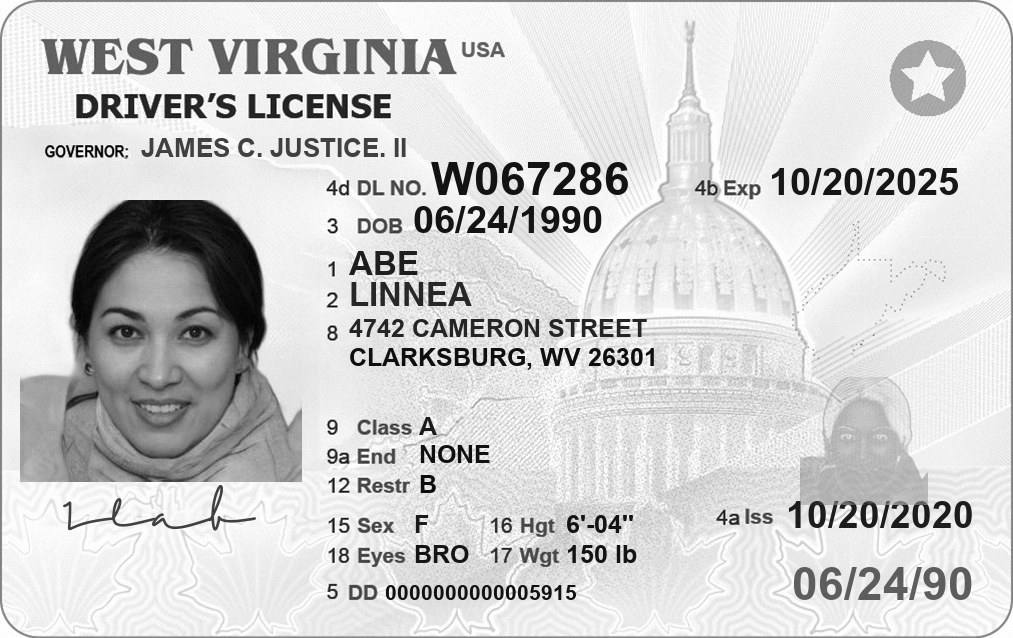 WEST VIRGINIA USA
DRIVER'S LICENSE
GOVERNOR: JAMES C. JUSTICE. II
4d DL NO. W067286 4b Exp 10/20/2025
3 DOB 06/24/1990
1 ABE
2 LINNEA
8 4742 CAMERON STREET
CLARKSBURG, WV 26301
9 Class A
9a End NONE
12 Restr B
15 Sex F 16 Hgt 6'-04" 4a Iss 10/20/2020
18 Eyes BRO 17 Wgt 150 lb
5 DD 0000000000005915
06/24/90